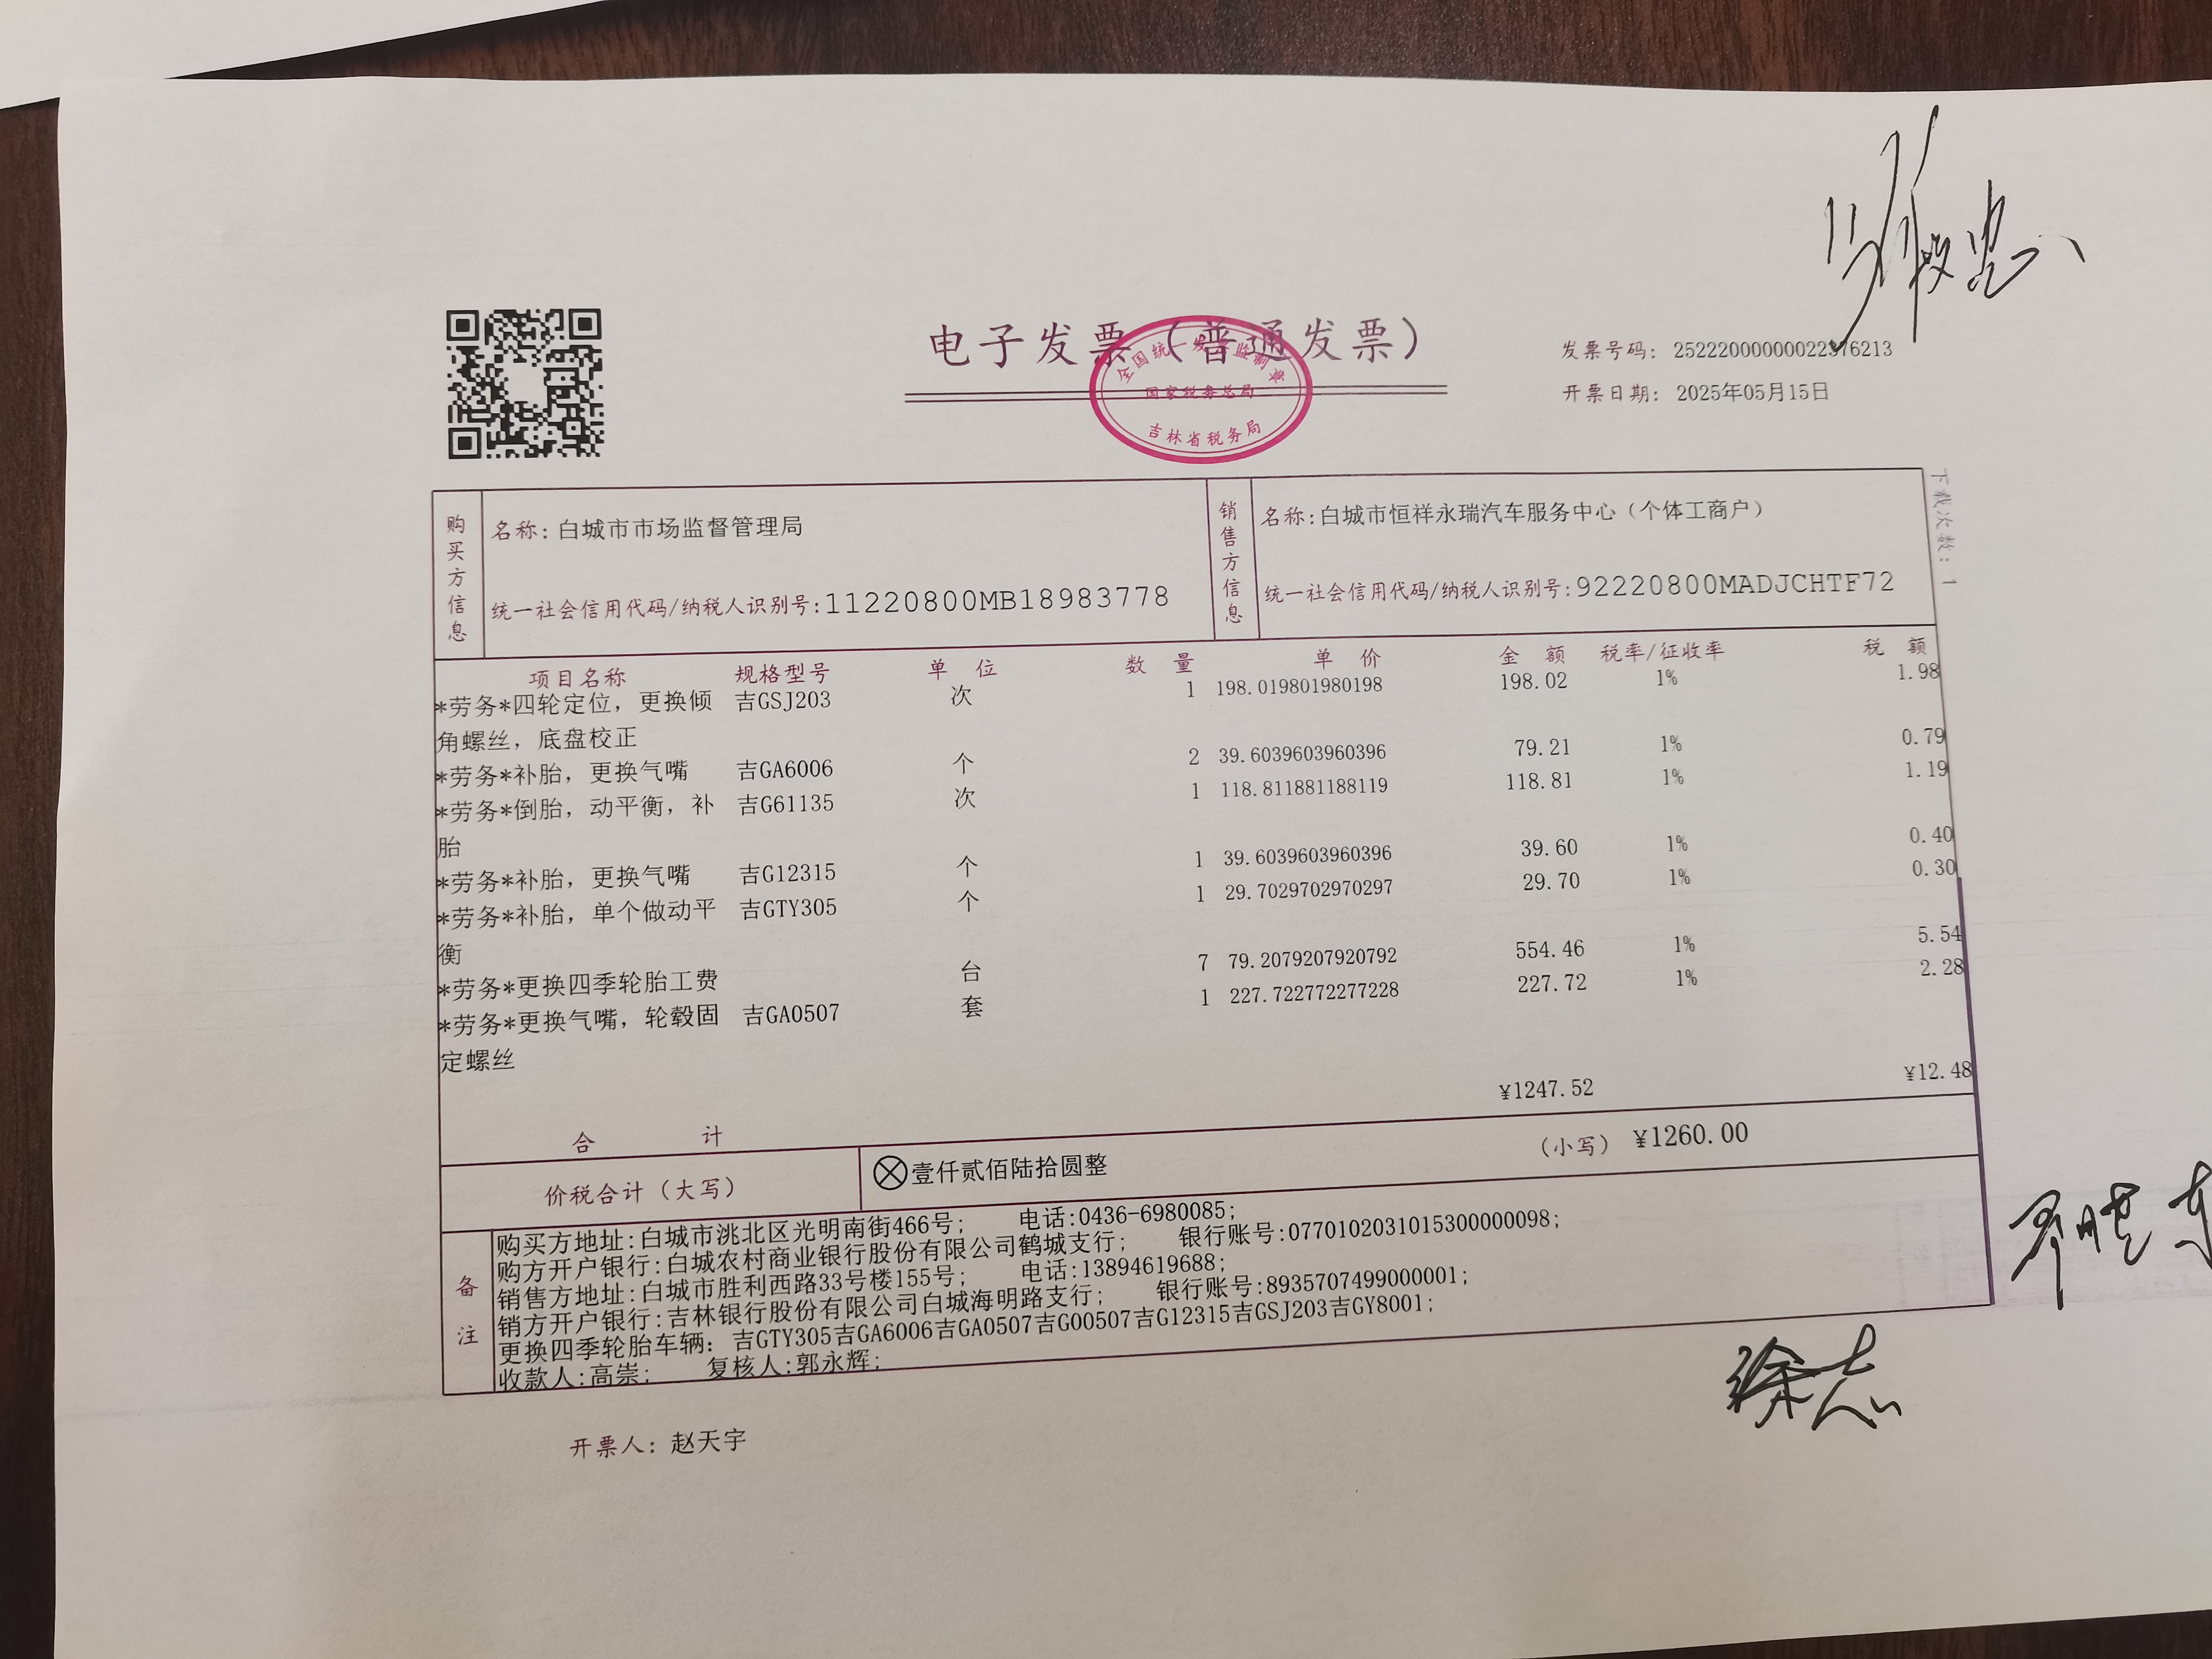 电子发票（普通发票）
全国统一发票监制章
国家税务总局
吉林省税务局
发票号码：25222000000022376213
开票日期：2025年05月15日
下载次数：1
购买方信息
名称：白城市市场监督管理局
统一社会信用代码/纳税人识别号：11220800MB18983778
销售方信息
名称：白城市恒祥永瑞汽车服务中心（个体工商户）
统一社会信用代码/纳税人识别号：92220800MADJCHTF72
项目名称 规格型号 单位 数量 单价 金额 税率/征收率 税额
*劳务*四轮定位，更换倾 吉GSJ203 次 1 198.019801980198 198.02 1% 1.98
角螺丝，底盘校正
*劳务*补胎，更换气嘴 吉GA6006 个 2 39.6039603960396 79.21 1% 0.79
*劳务*倒胎，动平衡，补 吉G61135 次 1 118.811881188119 118.81 1% 1.19
胎
*劳务*补胎，更换气嘴 吉G12315 个 1 39.6039603960396 39.60 1% 0.40
*劳务*补胎，单个做动平 吉GTY305 个 1 29.7029702970297 29.70 1% 0.30
衡
*劳务*更换四季轮胎工费 台 7 79.2079207920792 554.46 1% 5.54
*劳务*更换气嘴，轮毂固 吉GA0507 套 1 227.722772277228 227.72 1% 2.28
定螺丝
合计 ¥1247.52 ¥12.48
价税合计（大写） 壹仟贰佰陆拾圆整 （小写）¥1260.00
备注
购买方地址：白城市洮北区光明南街466号； 电话：0436-6980085；
购方开户银行：白城农村商业银行股份有限公司鹤城支行； 银行账号：0770102031015300000098；
销售方地址：白城市胜利西路33号楼155号； 电话：13894619688；
销方开户银行：吉林银行股份有限公司白城海明路支行； 银行账号：8935707499000001；
更换四季轮胎车辆：吉GTY305吉GA6006吉GA0507吉G00507吉G12315吉GSJ203吉GY8001；
收款人：高崇； 复核人：郭永辉；
开票人：赵天宇
徐志